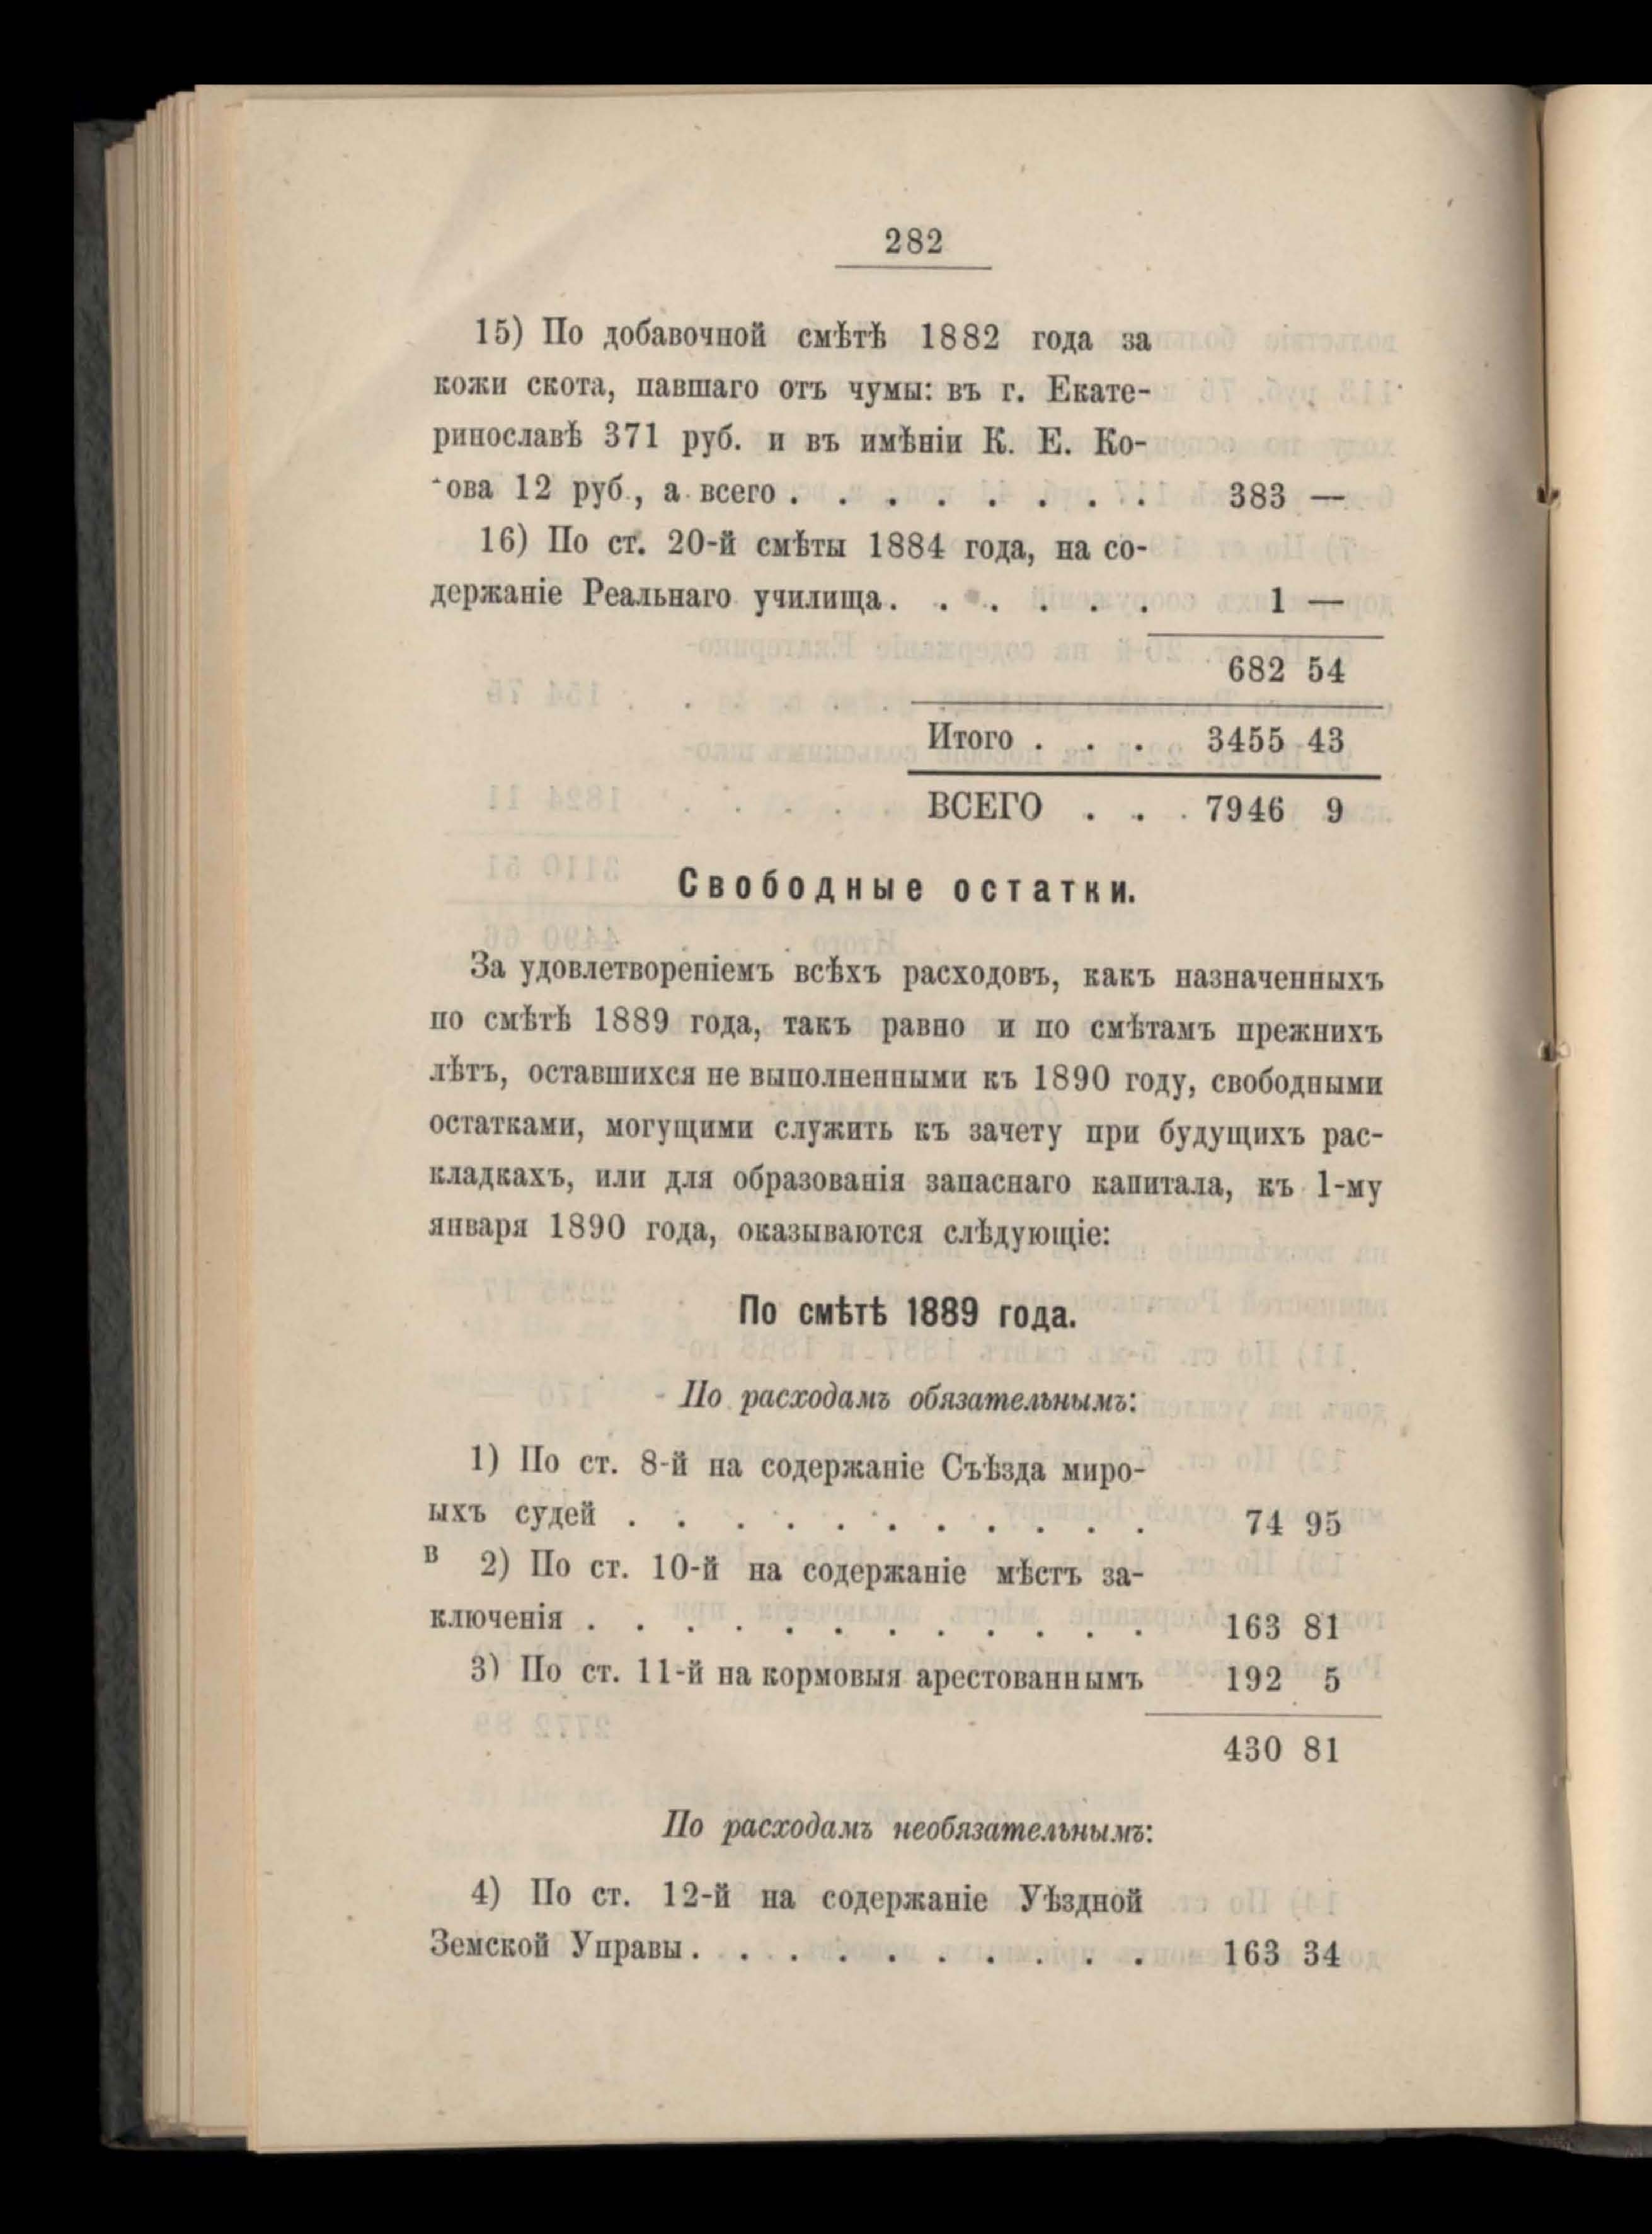 282
15) По добавочной смѣтѣ 1882 года за
кожи скота, павшаго отъ чумы: въ г. Екате-
ринославѣ 371 руб. и въ имѣніи К. Е. Ко-
ова 12 руб., а всего . . . . . . . . 383 —
16) По ст. 20-й смѣты 1884 года, на со-
держаніе Реальнаго училища. . . . . . 1 —
682 54
Итого . . . 3455 43
ВСЕГО . . . 7946 9
Свободные остатки.
За удовлетвореніемъ всѣхъ расходовъ, какъ назначенныхъ
по смѣтѣ 1889 года, такъ равно и по смѣтамъ прежнихъ
лѣтъ, оставшихся не выполненными къ 1890 году, свободными
остатками, могущими служить къ зачету при будущихъ рас-
кладкахъ, или для образованія запаснаго капитала, къ 1-му
января 1890 года, оказываются слѣдующіе:
По смѣтѣ 1889 года.
По расходамъ обязательнымъ:
1) По ст. 8-й на содержаніе Съѣзда миро-
ыхъ судей . . . . . . . . . . . 74 95
в 2) По ст. 10-й на содержаніе мѣстъ за-
ключенія . . . . . . . . . . . . 163 81
3) По ст. 11-й на кормовыя арестованнымъ 192 5
430 81
По расходамъ необязательнымъ:
4) По ст. 12-й на содержаніе Уѣздной
Земской Управы. . . . . . . . . . 163 34